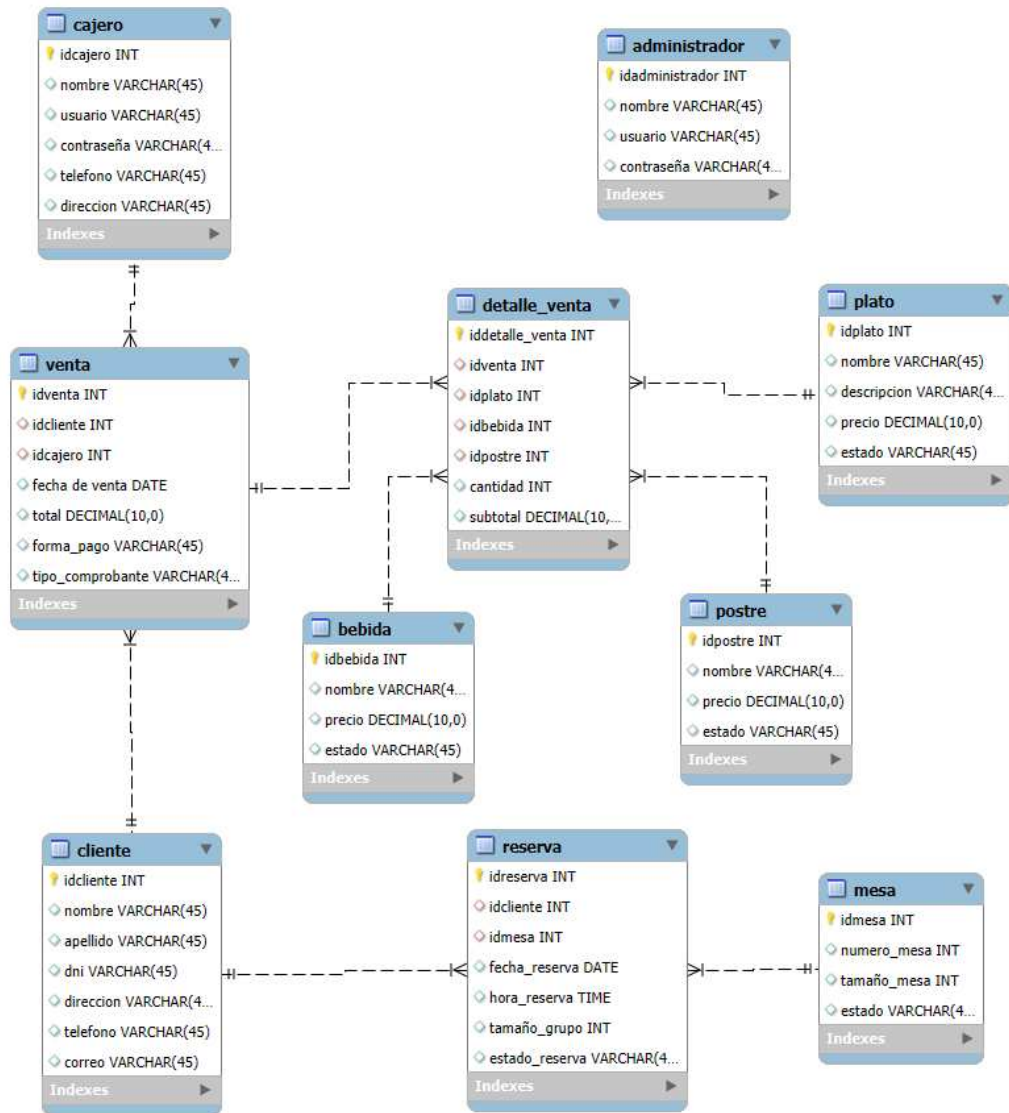 cajero
idcajero INT
nombre VARCHAR(45)
usuario VARCHAR(45)
contraseña VARCHAR(4...
telefono VARCHAR(45)
direccion VARCHAR(45)
Indexes
administrador
idadministrador INT
nombre VARCHAR(45)
usuario VARCHAR(45)
contraseña VARCHAR(4...
Indexes
venta
idventa INT
idcliente INT
idcajero INT
fecha de venta DATE
total DECIMAL(10,0)
forma_pago VARCHAR(45)
tipo_comprobante VARCHAR(4...
Indexes
detalle_venta
iddetalle_venta INT
idventa INT
idplato INT
idbebida INT
idpostre INT
cantidad INT
subtotal DECIMAL(10,...
Indexes
plato
idplato INT
nombre VARCHAR(45)
descripcion VARCHAR(4...
precio DECIMAL(10,0)
estado VARCHAR(45)
Indexes
bebida
idbebida INT
nombre VARCHAR(4...
precio DECIMAL(10,0)
estado VARCHAR(45)
Indexes
postre
idpostre INT
nombre VARCHAR(4...
precio DECIMAL(10,0)
estado VARCHAR(45)
Indexes
cliente
idcliente INT
nombre VARCHAR(45)
apellido VARCHAR(45)
dni VARCHAR(45)
direccion VARCHAR(4...
telefono VARCHAR(45)
correo VARCHAR(45)
Indexes
reserva
idreserva INT
idcliente INT
idmesa INT
fecha_reserva DATE
hora_reserva TIME
tamaño_grupo INT
estado_reserva VARCHAR(4...
Indexes
mesa
idmesa INT
numero_mesa INT
tamaño_mesa INT
estado VARCHAR(4...
Indexes